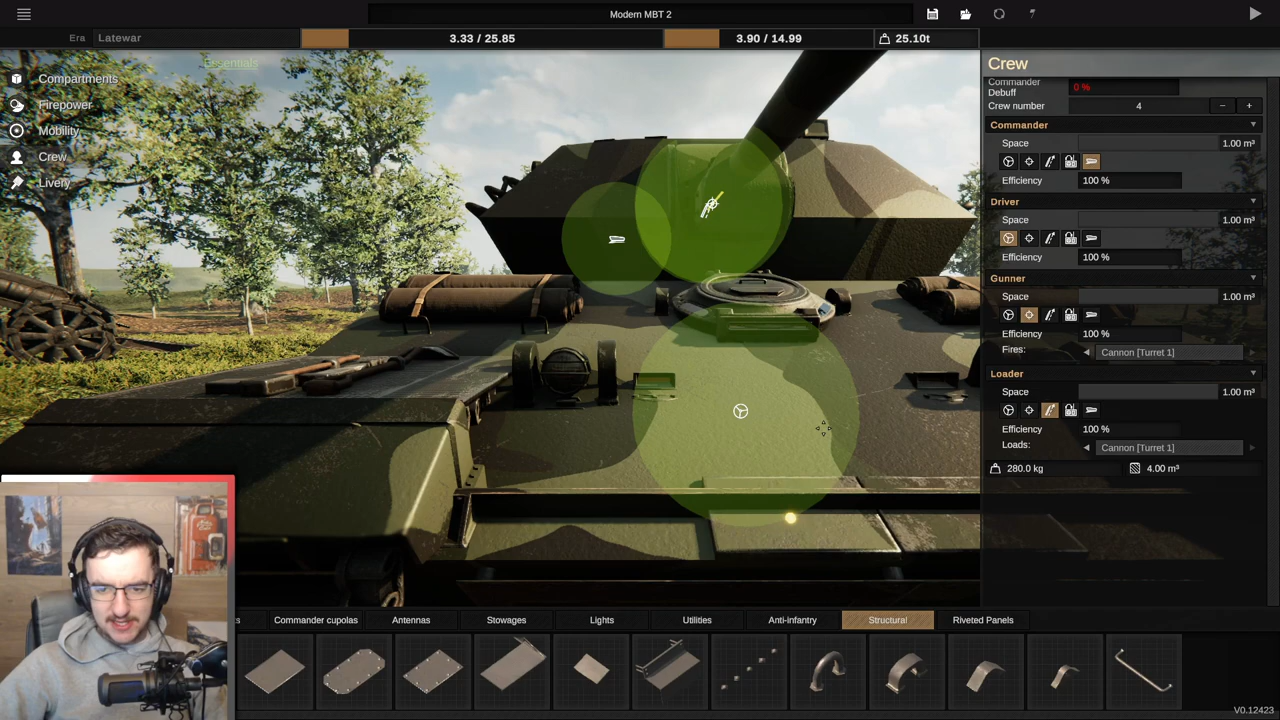 Modern MBT 2
Era
Latewar
3.33 / 25.85
3.90 / 14.99
25.10t
Essentials
Compartments
Firepower
Mobility
Crew
Livery
Crew
Commander Debuff
0 %
Crew number
4
Commander
Space
1.00 m³
Efficiency
100 %
Driver
Space
1.00 m³
Efficiency
100 %
Gunner
Space
1.00 m³
Efficiency
100 %
Fires:
Cannon [Turret 1]
Loader
Space
1.00 m³
Efficiency
100 %
Loads:
Cannon [Turret 1]
280.0 kg
4.00 m³
Commander cupolas
Antennas
Stowages
Lights
Utilities
Anti-infantry
Structural
Riveted Panels
V0.12423